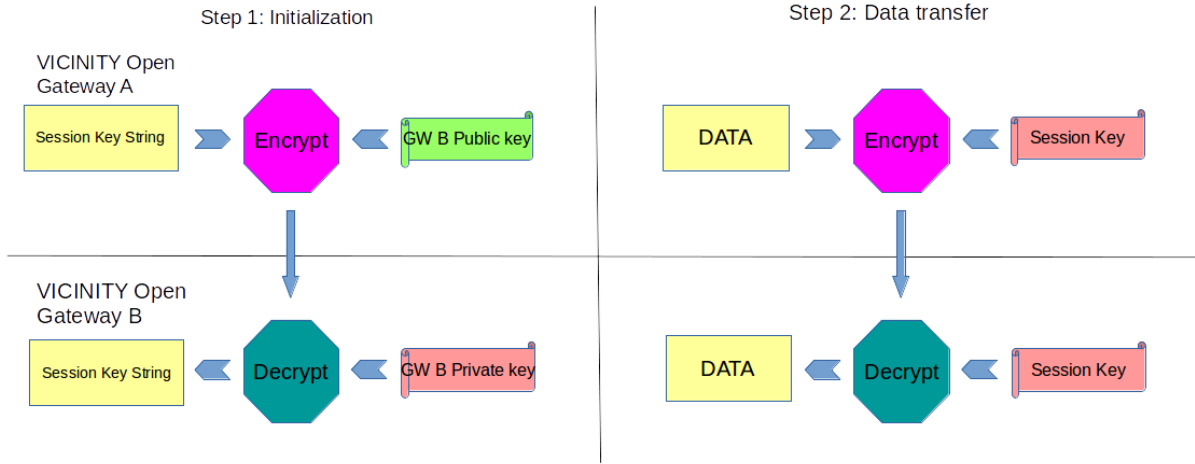 Step 1: Initialization
Step 2: Data transfer
VICINITY Open
Gateway A
Session Key String
Encrypt
GW B Public key
DATA
Encrypt
Session Key
VICINITY Open
Gateway B
Session Key String
Decrypt
GW B Private key
DATA
Decrypt
Session Key